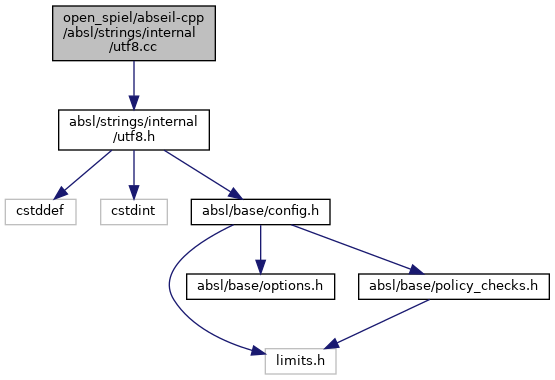 open_spiel/abseil-cpp
/absl/strings/internal
/utf8.cc
absl/strings/internal
/utf8.h
cstddef
cstdint
absl/base/config.h
absl/base/options.h
absl/base/policy_checks.h
limits.h